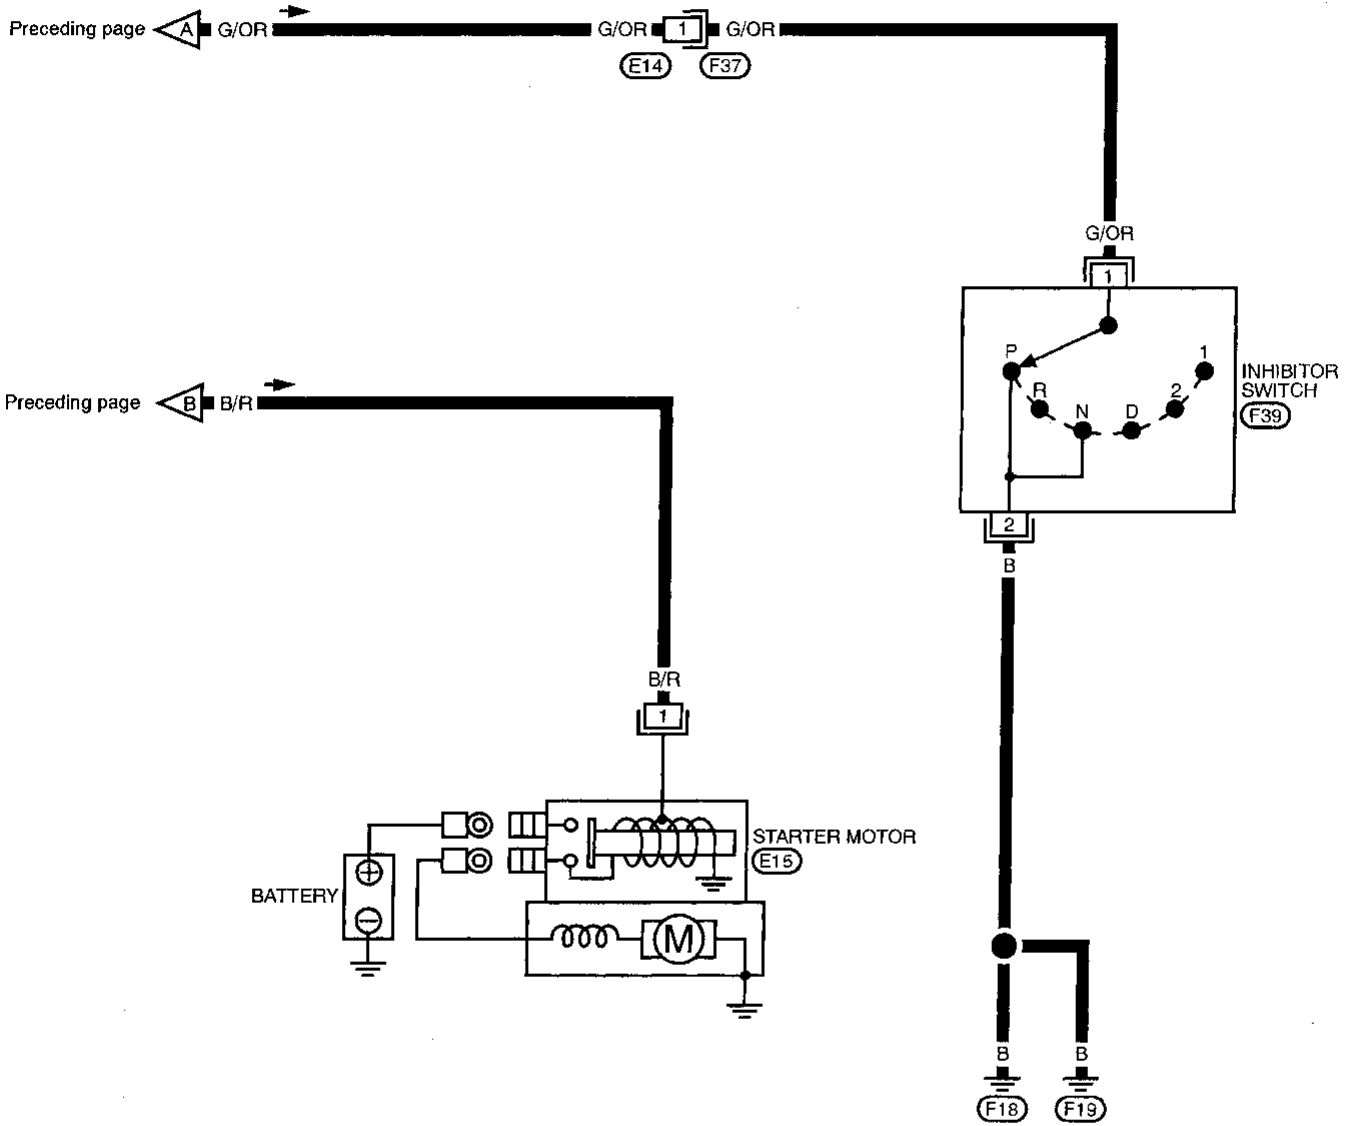 Preceding page A G/OR G/OR 1 G/OR
E14 F37
G/OR
1
P 1
R 2
N D
INHIBITOR
SWITCH
F39
Preceding page B B/R
2
B
B/R
1
STARTER MOTOR
E15
BATTERY
+
−
M
B B
F18 F19